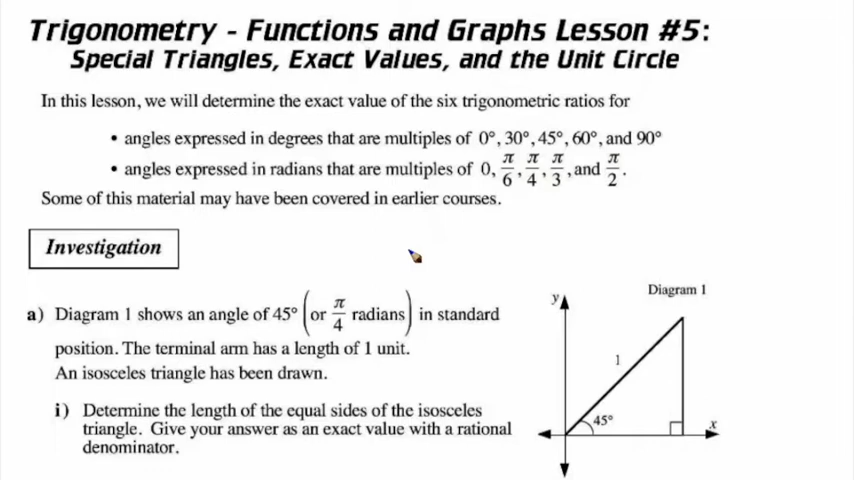 Trigonometry - Functions and Graphs Lesson #5:
Special Triangles, Exact Values, and the Unit Circle
In this lesson, we will determine the exact value of the six trigonometric ratios for
• angles expressed in degrees that are multiples of 0°, 30°, 45°, 60°, and 90°
• angles expressed in radians that are multiples of 0, π/6, π/4, π/3, and π/2.
Some of this material may have been covered in earlier courses.
Investigation
a) Diagram 1 shows an angle of 45° (or π/4 radians) in standard
position. The terminal arm has a length of 1 unit.
An isosceles triangle has been drawn.
i) Determine the length of the equal sides of the isosceles
triangle. Give your answer as an exact value with a rational
denominator.
Diagram 1
y
1
45°
x